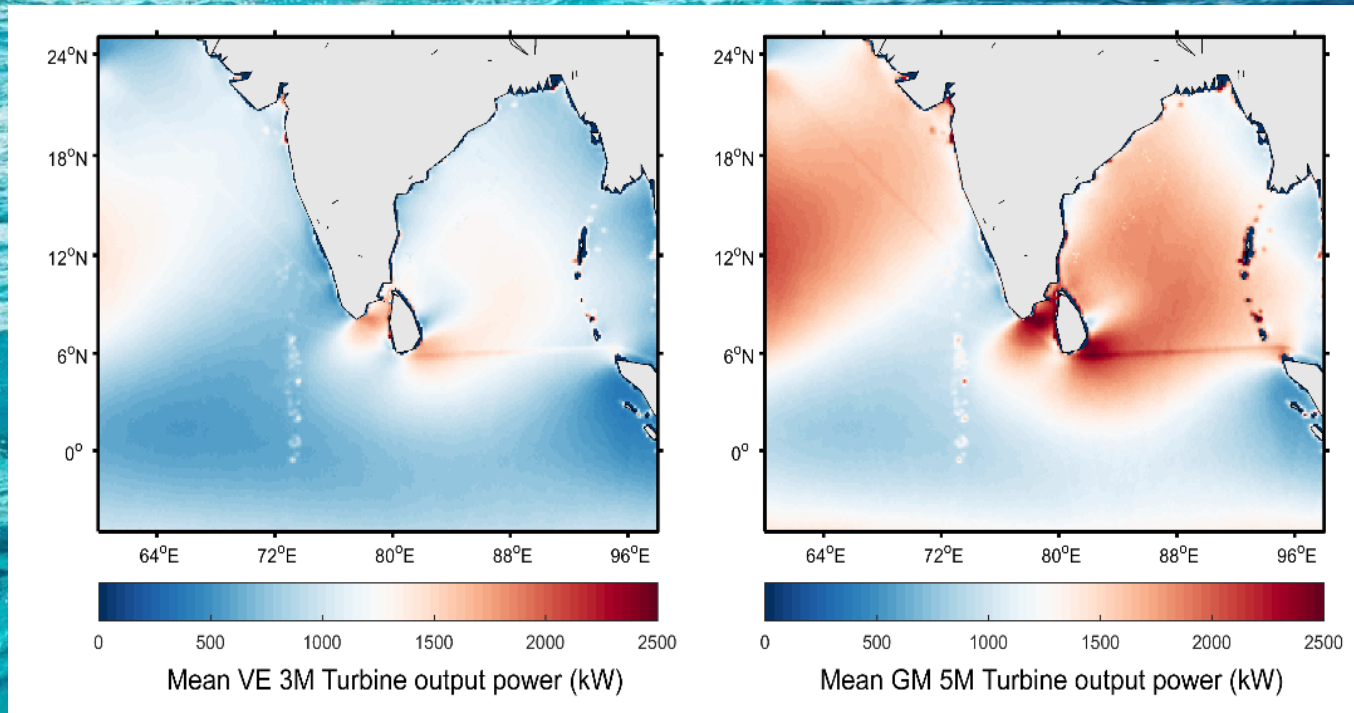 24°N
18°N
12°N
6°N
0°
64°E 72°E 80°E 88°E 96°E
0 500 1000 1500 2000 2500
Mean VE 3M Turbine output power (kW)
24°N
18°N
12°N
6°N
0°
64°E 72°E 80°E 88°E 96°E
0 500 1000 1500 2000 2500
Mean GM 5M Turbine output power (kW)